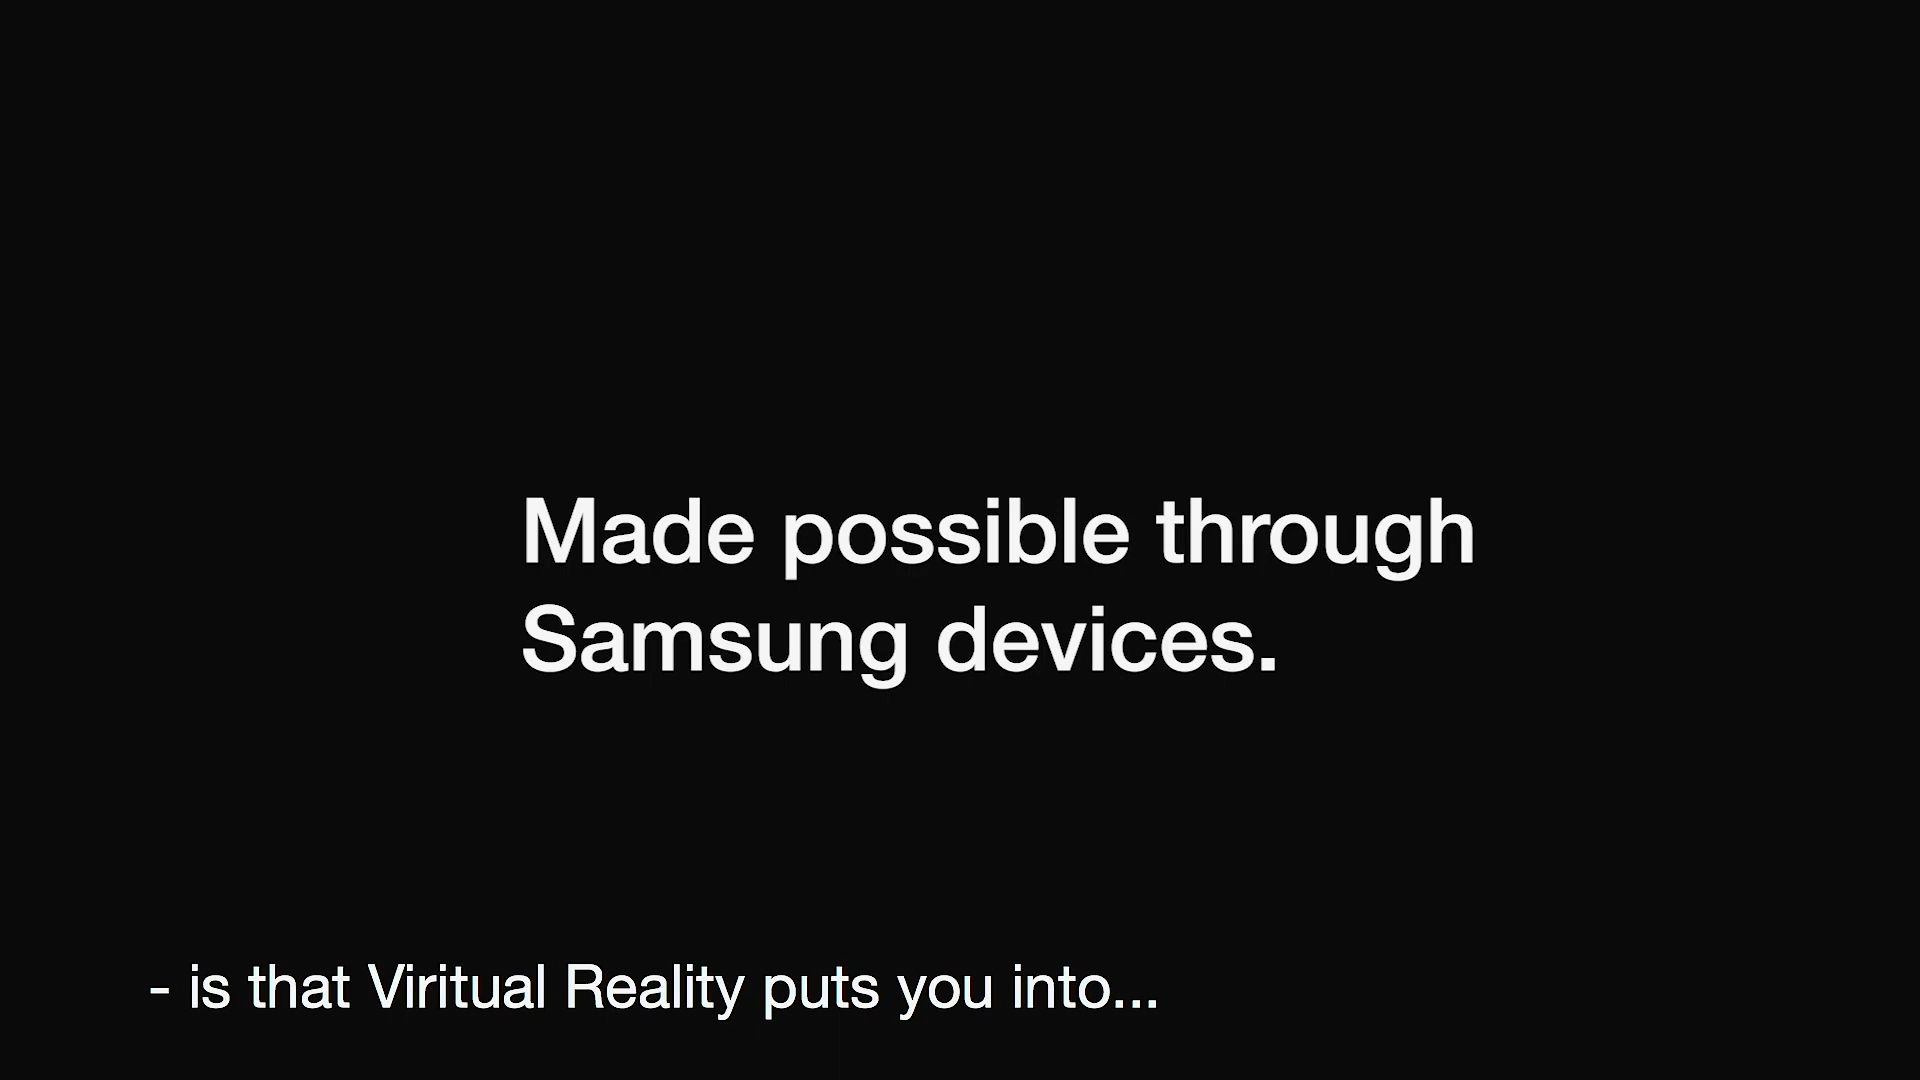 Made possible through
Samsung devices.
- is that Viritual Reality puts you into...